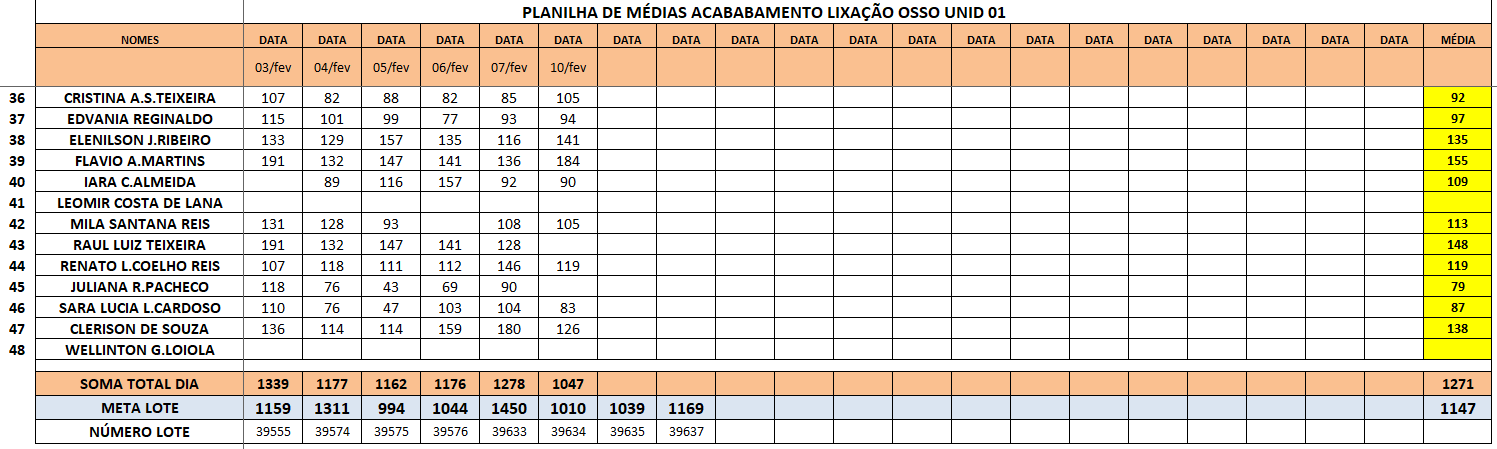 PLANILHA DE MÉDIAS ACABABAMENTO LIXAÇÃO OSSO UNID 01
NOMES DATA DATA DATA DATA DATA DATA DATA DATA DATA DATA DATA DATA DATA DATA DATA DATA DATA DATA DATA DATA MÉDIA
03/fev 04/fev 05/fev 06/fev 07/fev 10/fev
36 CRISTINA A.S.TEIXEIRA 107 82 88 82 85 105 92
37 EDVANIA REGINALDO 115 101 99 77 93 94 97
38 ELENILSON J.RIBEIRO 133 129 157 135 116 141 135
39 FLAVIO A.MARTINS 191 132 147 141 136 184 155
40 IARA C.ALMEIDA 89 116 157 92 90 109
41 LEOMIR COSTA DE LANA
42 MILA SANTANA REIS 131 128 93 108 105 113
43 RAUL LUIZ TEIXEIRA 191 132 147 141 128 148
44 RENATO L.COELHO REIS 107 118 111 112 146 119 119
45 JULIANA R.PACHECO 118 76 43 69 90 79
46 SARA LUCIA L.CARDOSO 110 76 47 103 104 83 87
47 CLERISON DE SOUZA 136 114 114 159 180 126 138
48 WELLINTON G.LOIOLA
SOMA TOTAL DIA 1339 1177 1162 1176 1278 1047 1271
META LOTE 1159 1311 994 1044 1450 1010 1039 1169 1147
NÚMERO LOTE 39555 39574 39575 39576 39633 39634 39635 39637